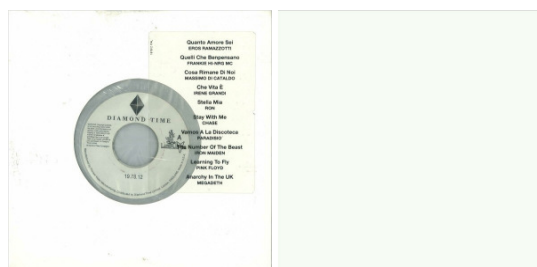 Quanto Amore Sei
EROS RAMAZZOTTI
Quelli Che Benpensano
FRANKIE HI-NRG MC
Cosa Rimane Di Noi
MASSIMO DI CATALDO
Che Vita È
IRENE GRANDI
Stella Mia
RON
Stay With Me
CHASE
Vamos A La Discoteca
PARADISIO
The Number Of The Beast
IRON MAIDEN
Learning To Fly
PINK FLOYD
Anarchy In The UK
MEGADETH
DIAMOND TIME
A